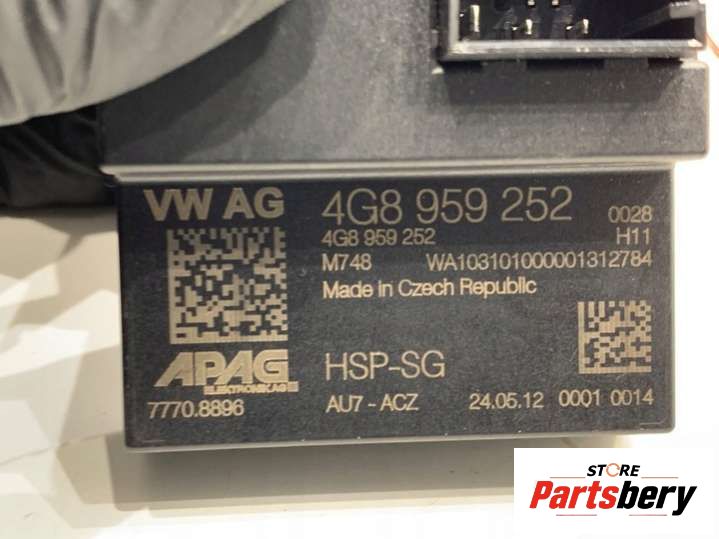 VW AG
4G8 959 252 0028
4G8 959 252 H11
M748 WA103101000001312784
Made in Czech Republic
APAG
ELEKTRONIK AG
HSP-SG
7770.8896
AU7 - ACZ 24.05.12 0001 0014
STORE
Partsbery